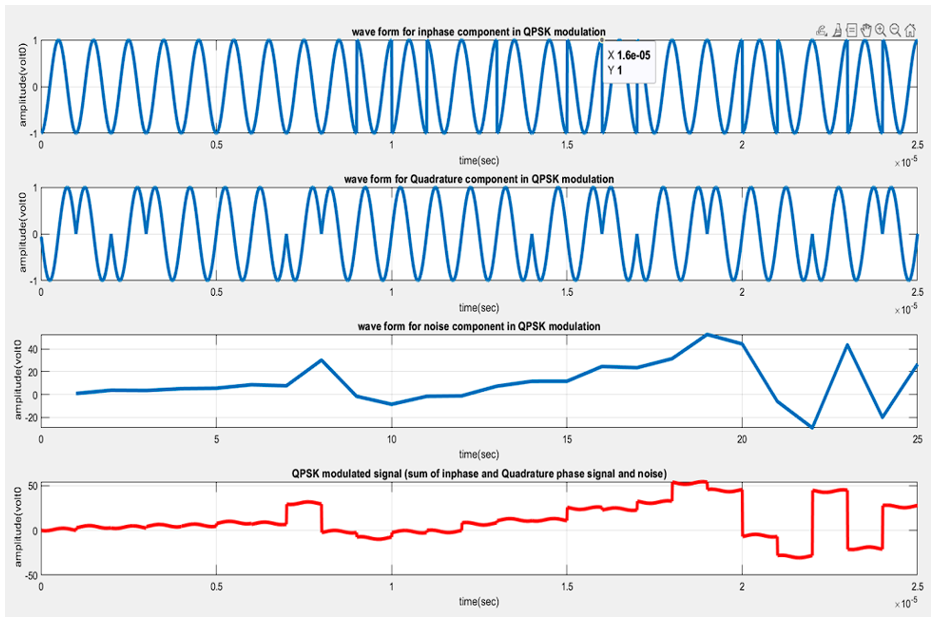 wave form for inphase component in QPSK modulation
X 1.6e-05
Y 1
amplitude(volt0
1
0
-1
0 0.5 1 1.5 2 2.5
time(sec)
×10^-5
wave form for Quadrature component in QPSK modulation
amplitude(volt0
1
0
-1
0 0.5 1 1.5 2 2.5
time(sec)
×10^-5
wave form for noise component in QPSK modulation
amplitude(volt0
40
20
0
-20
0 5 10 15 20 25
time(sec)
QPSK modulated signal (sum of inphase and Quadrature phase signal and noise)
amplitude(volt0
50
0
-50
0 0.5 1 1.5 2 2.5
time(sec)
×10^-5